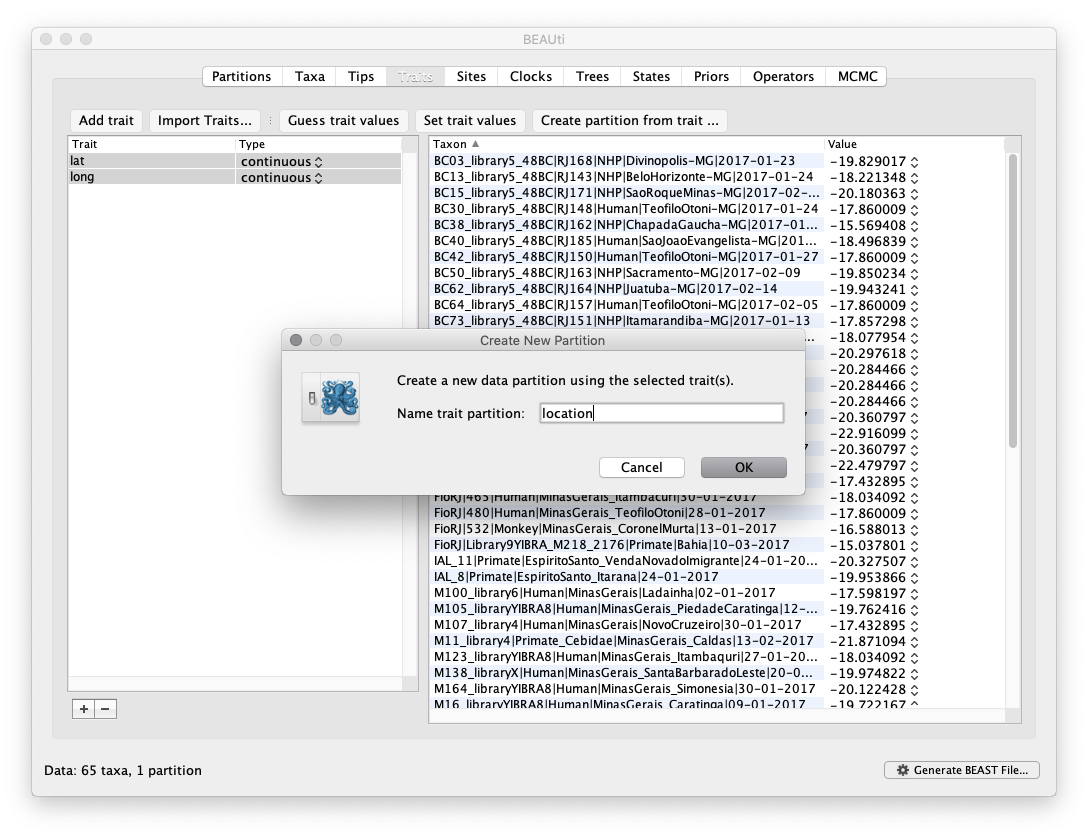 BEAUti
Partitions Taxa Tips Traits Sites Clocks Trees States Priors Operators MCMC
Add trait Import Traits... Guess trait values Set trait values Create partition from trait ...
Trait Type
lat continuous
long continuous
Taxon Value
BC03_library5_48BC|RJ168|NHP|Divinopolis-MG|2017-01-23 -19.829017
BC13_library5_48BC|RJ143|NHP|BeloHorizonte-MG|2017-01-24 -18.221348
BC15_library5_48BC|RJ171|NHP|SaoRoqueMinas-MG|2017-02-... -20.180363
BC30_library5_48BC|RJ148|Human|TeofiloOtoni-MG|2017-01-24 -17.860009
BC38_library5_48BC|RJ162|NHP|ChapadaGaucha-MG|2017-01... -15.569408
BC40_library5_48BC|RJ185|Human|SaoJoaoEvangelista-MG|201... -18.496839
BC42_library5_48BC|RJ150|Human|TeofiloOtoni-MG|2017-01-27 -17.860009
BC50_library5_48BC|RJ163|NHP|Sacramento-MG|2017-02-09 -19.850234
BC62_library5_48BC|RJ164|NHP|Juatuba-MG|2017-02-14 -19.943241
BC64_library5_48BC|RJ157|Human|TeofiloOtoni-MG|2017-02-05 -17.860009
BC73_library5_48BC|RJ151|NHP|Itamarandiba-MG|2017-01-13 -17.857298
... -18.077954
-20.297618
-20.284466
-20.284466
-20.284466
-20.360797
-22.916099
-20.360797
-22.479797
-17.432895
Create New Partition
Create a new data partition using the selected trait(s).
Name trait partition: location
Cancel OK
FioRJ|465|Human|MinasGerais_Itambacuri|30-01-2017 -18.034092
FioRJ|480|Human|MinasGerais_TeofiloOtoni|28-01-2017 -17.860009
FioRJ|532|Monkey|MinasGerais_CoronelMurta|13-01-2017 -16.588013
FioRJ|Library9YIBRA_M218_2176|Primate|Bahia|10-03-2017 -15.037801
IAL_11|Primate|EspiritoSanto_VendaNovadoImigrante|24-01-20... -20.327507
IAL_8|Primate|EspiritoSanto_Itarana|24-01-2017 -19.953866
M100_library6|Human|MinasGerais|Ladainha|02-01-2017 -17.598197
M105_libraryYIBRA8|Human|MinasGerais_PiedadeCaratinga|12-... -19.762416
M107_library4|Human|MinasGerais|NovoCruzeiro|30-01-2017 -17.432895
M11_library4|Primate_Cebidae|MinasGerais_Caldas|13-02-2017 -21.871094
M123_libraryYIBRA8|Human|MinasGerais_Itambaquri|27-01-20... -18.034092
M138_libraryX|Human|MinasGerais_SantaBarbaradoLeste|20-0... -19.974822
M164_libraryYIBRA8|Human|MinasGerais_Simonesia|30-01-2017 -20.122428
M16_libraryYIBRA8|Human|MinasGerais_Caratinga|09-01-2017 -19.722167
+ −
Data: 65 taxa, 1 partition
Generate BEAST File...